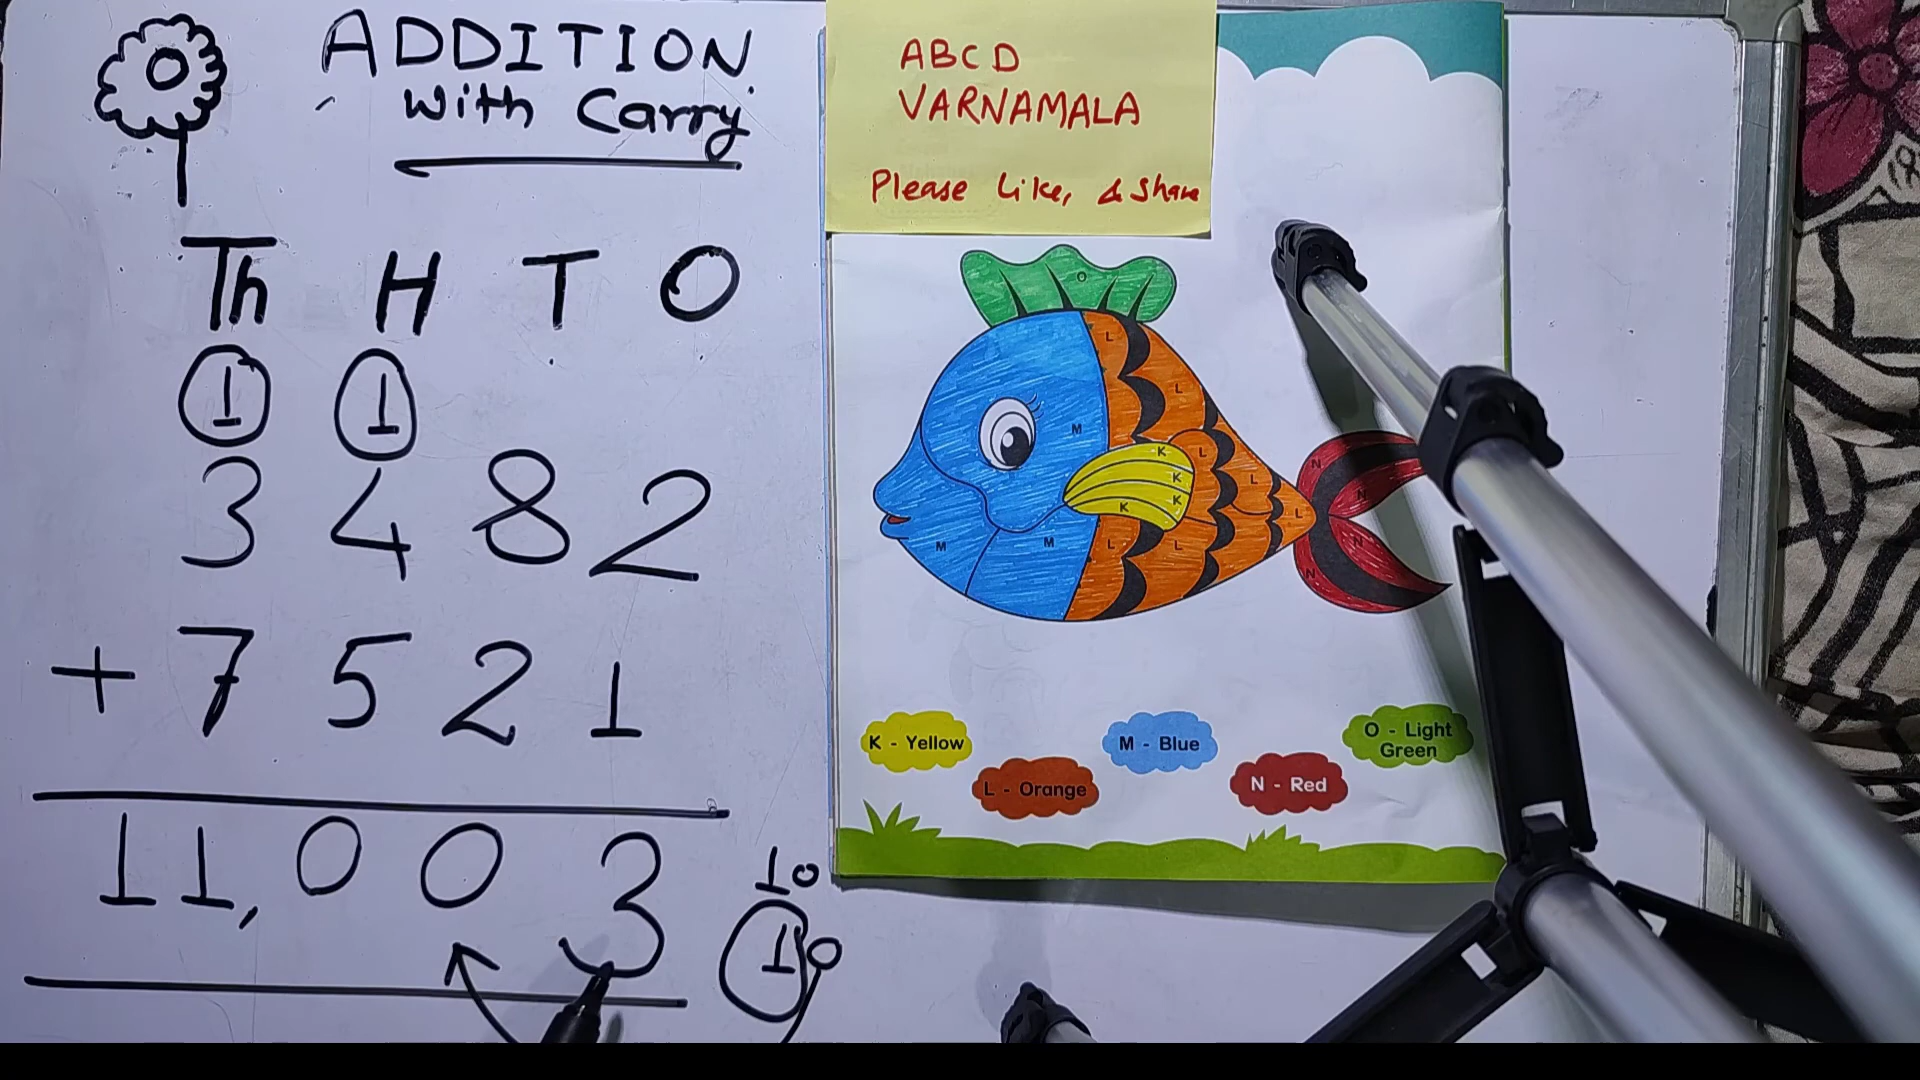 ADDITION
With Carry
Th H T O
1 1
3 4 8 2
+ 7 5 2 1
11,0 0 3
10
10
ABCD
VARNAMALA
Please Like, & Share
O
L
L
M
K
L
K
L
K
K
L
M
M
L
L
N
N
N
N
K - Yellow
L - Orange
M - Blue
N - Red
O - Light
Green